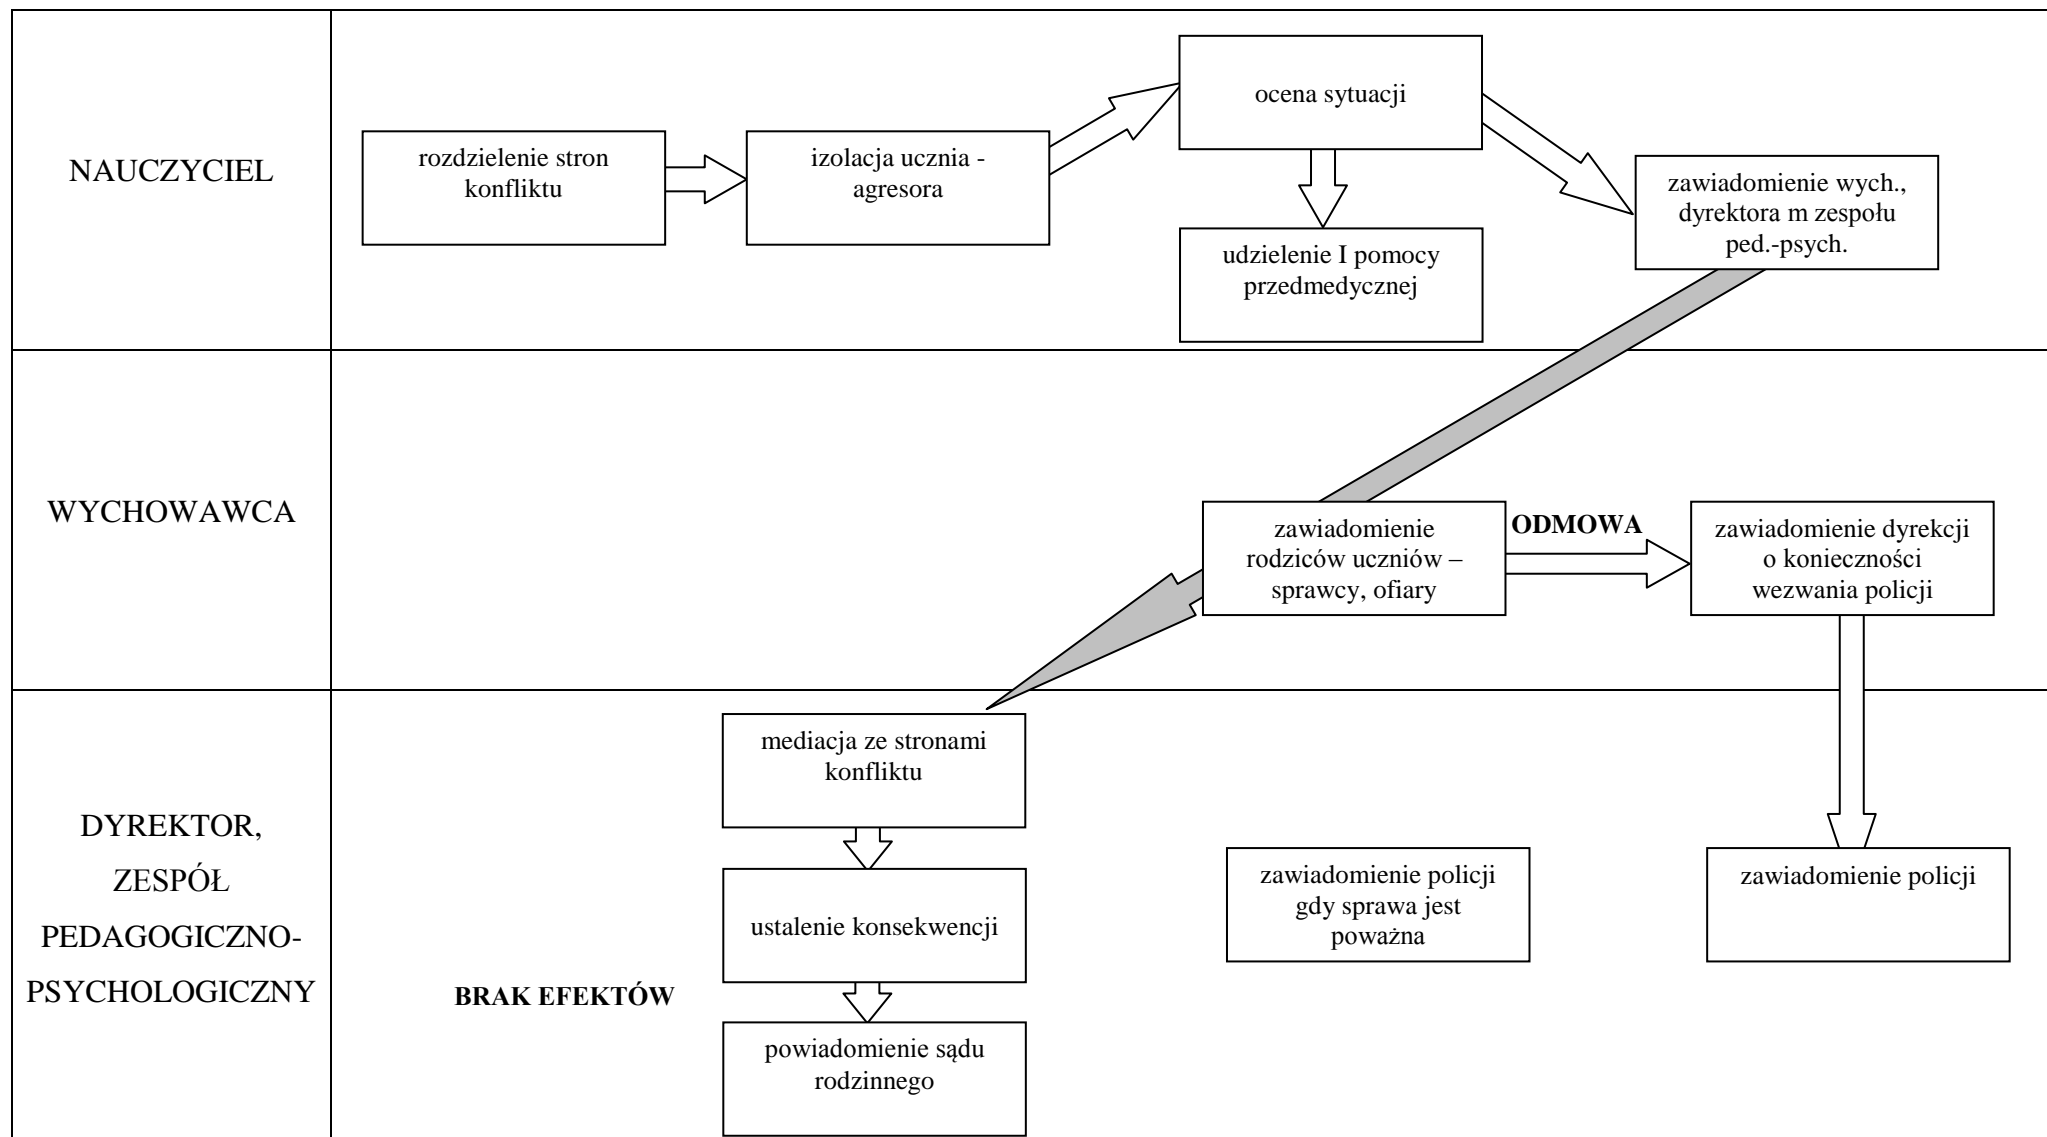 NAUCZYCIEL
rozdzielenie stron
konfliktu
izolacja ucznia -
agresora
ocena sytuacji
udzielenie I pomocy
przedmedycznej
zawiadomienie wych.,
dyrektora m zespołu
ped.-psych.
WYCHOWAWCA
zawiadomienie
rodziców uczniów –
sprawcy, ofiary
ODMOWA
zawiadomienie dyrekcji
o konieczności
wezwania policji
DYREKTOR,
ZESPÓŁ
PEDAGOGICZNO-
PSYCHOLOGICZNY
mediacja ze stronami
konfliktu
ustalenie konsekwencji
BRAK EFEKTÓW
powiadomienie sądu
rodzinnego
zawiadomienie policji
gdy sprawa jest
poważna
zawiadomienie policji